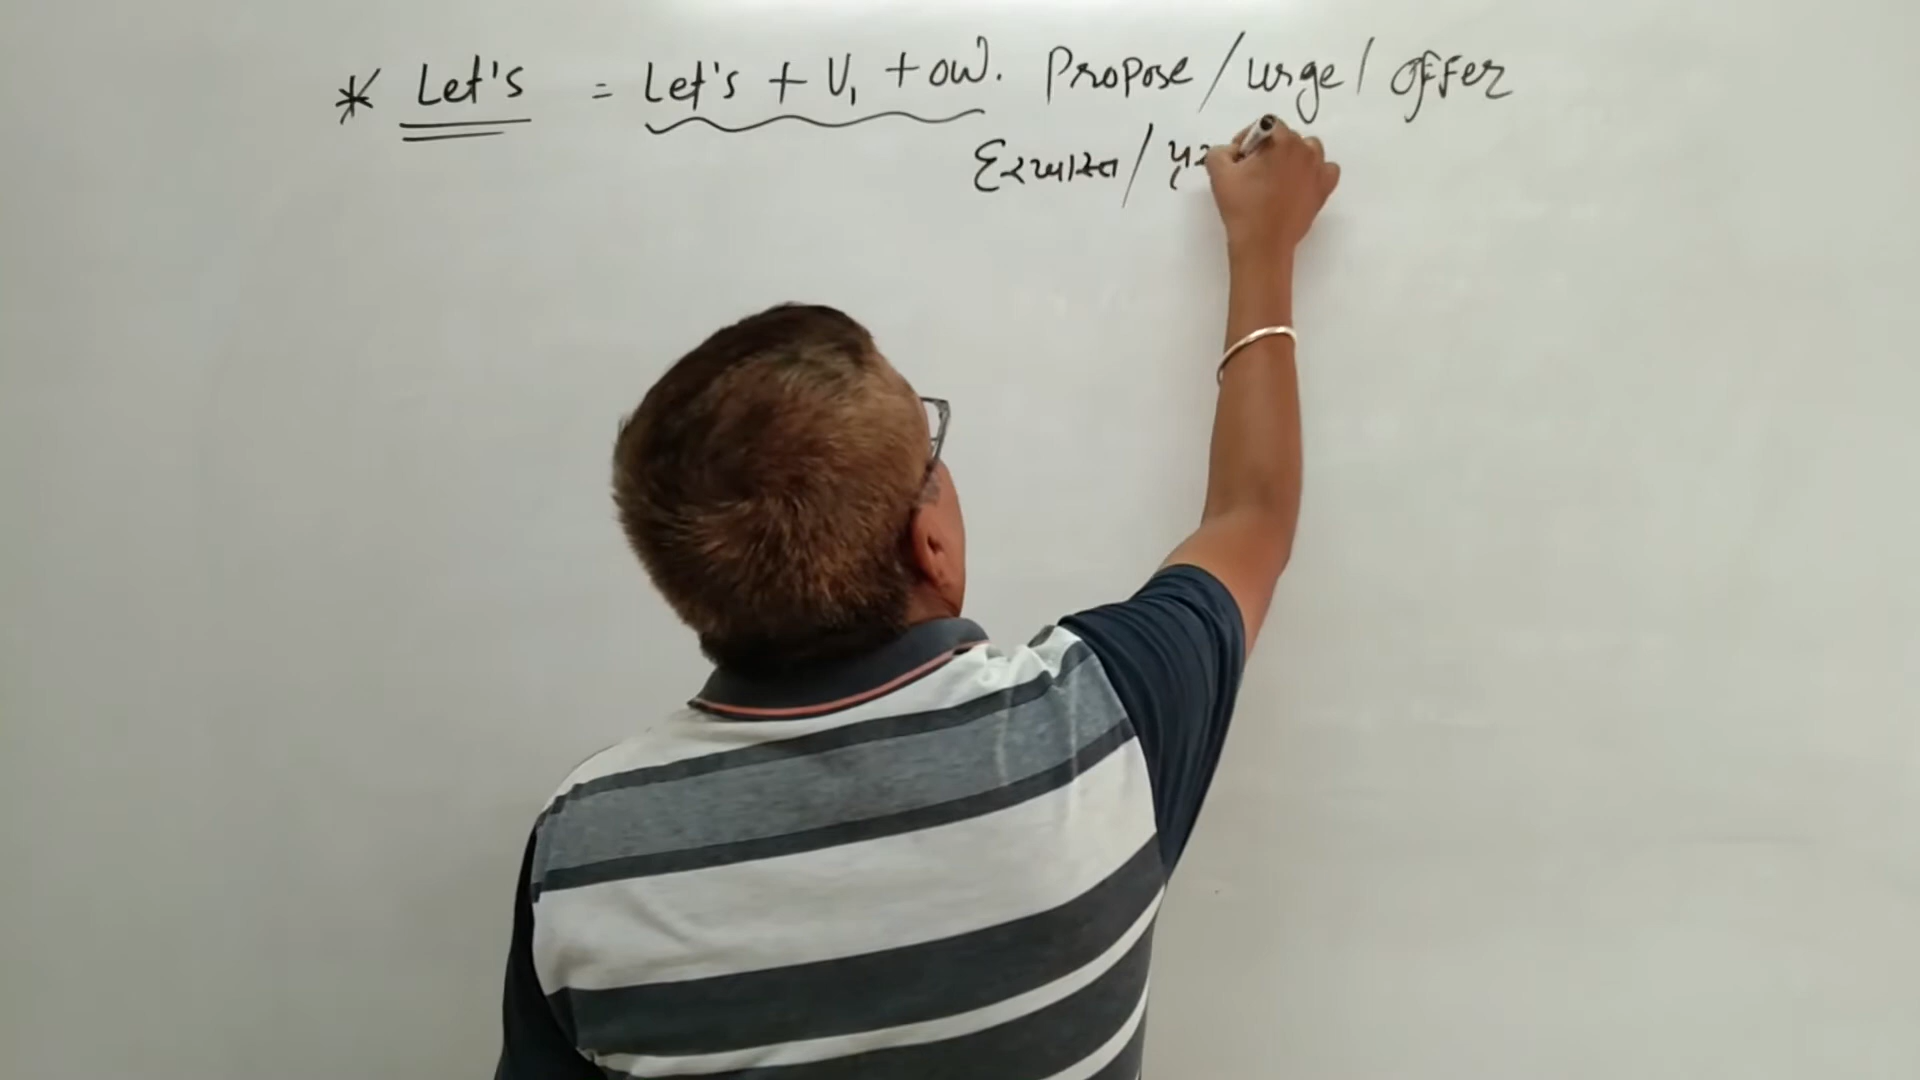 * Let's = Let's + V₁ + ow. Propose / urge / offer
દરખાસ્ત /